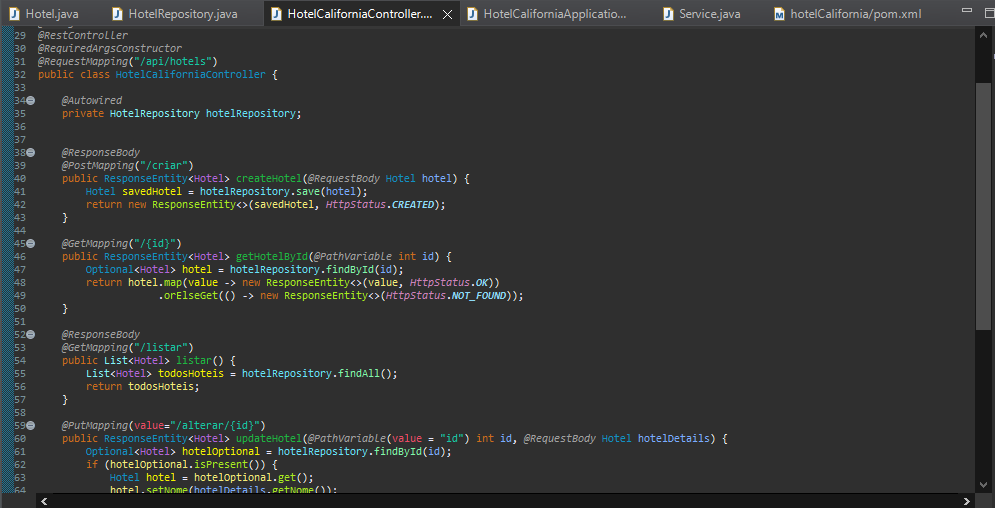 Hotel.java HotelRepository.java HotelCaliforniaController.... HotelCaliforniaApplicatio... Service.java hotelCalifornia/pom.xml
29 @RestController
30 @RequiredArgsConstructor
31 @RequestMapping("/api/hotels")
32 public class HotelCaliforniaController {
33
34 @Autowired
35 private HotelRepository hotelRepository;
36
37
38 @ResponseBody
39 @PostMapping("/criar")
40 public ResponseEntity<Hotel> createHotel(@RequestBody Hotel hotel) {
41 Hotel savedHotel = hotelRepository.save(hotel);
42 return new ResponseEntity<>(savedHotel, HttpStatus.CREATED);
43 }
44
45 @GetMapping("/{id}")
46 public ResponseEntity<Hotel> getHotelById(@PathVariable int id) {
47 Optional<Hotel> hotel = hotelRepository.findById(id);
48 return hotel.map(value -> new ResponseEntity<>(value, HttpStatus.OK))
49 .orElseGet(() -> new ResponseEntity<>(HttpStatus.NOT_FOUND));
50 }
51
52 @ResponseBody
53 @GetMapping("/listar")
54 public List<Hotel> listar() {
55 List<Hotel> todosHoteis = hotelRepository.findAll();
56 return todosHoteis;
57 }
58
59 @PutMapping(value="/alterar/{id}")
60 public ResponseEntity<Hotel> updateHotel(@PathVariable(value = "id") int id, @RequestBody Hotel hotelDetails) {
61 Optional<Hotel> hotelOptional = hotelRepository.findById(id);
62 if (hotelOptional.isPresent()) {
63 Hotel hotel = hotelOptional.get();
64 hotel.setNome(hotelDetails.getNome());